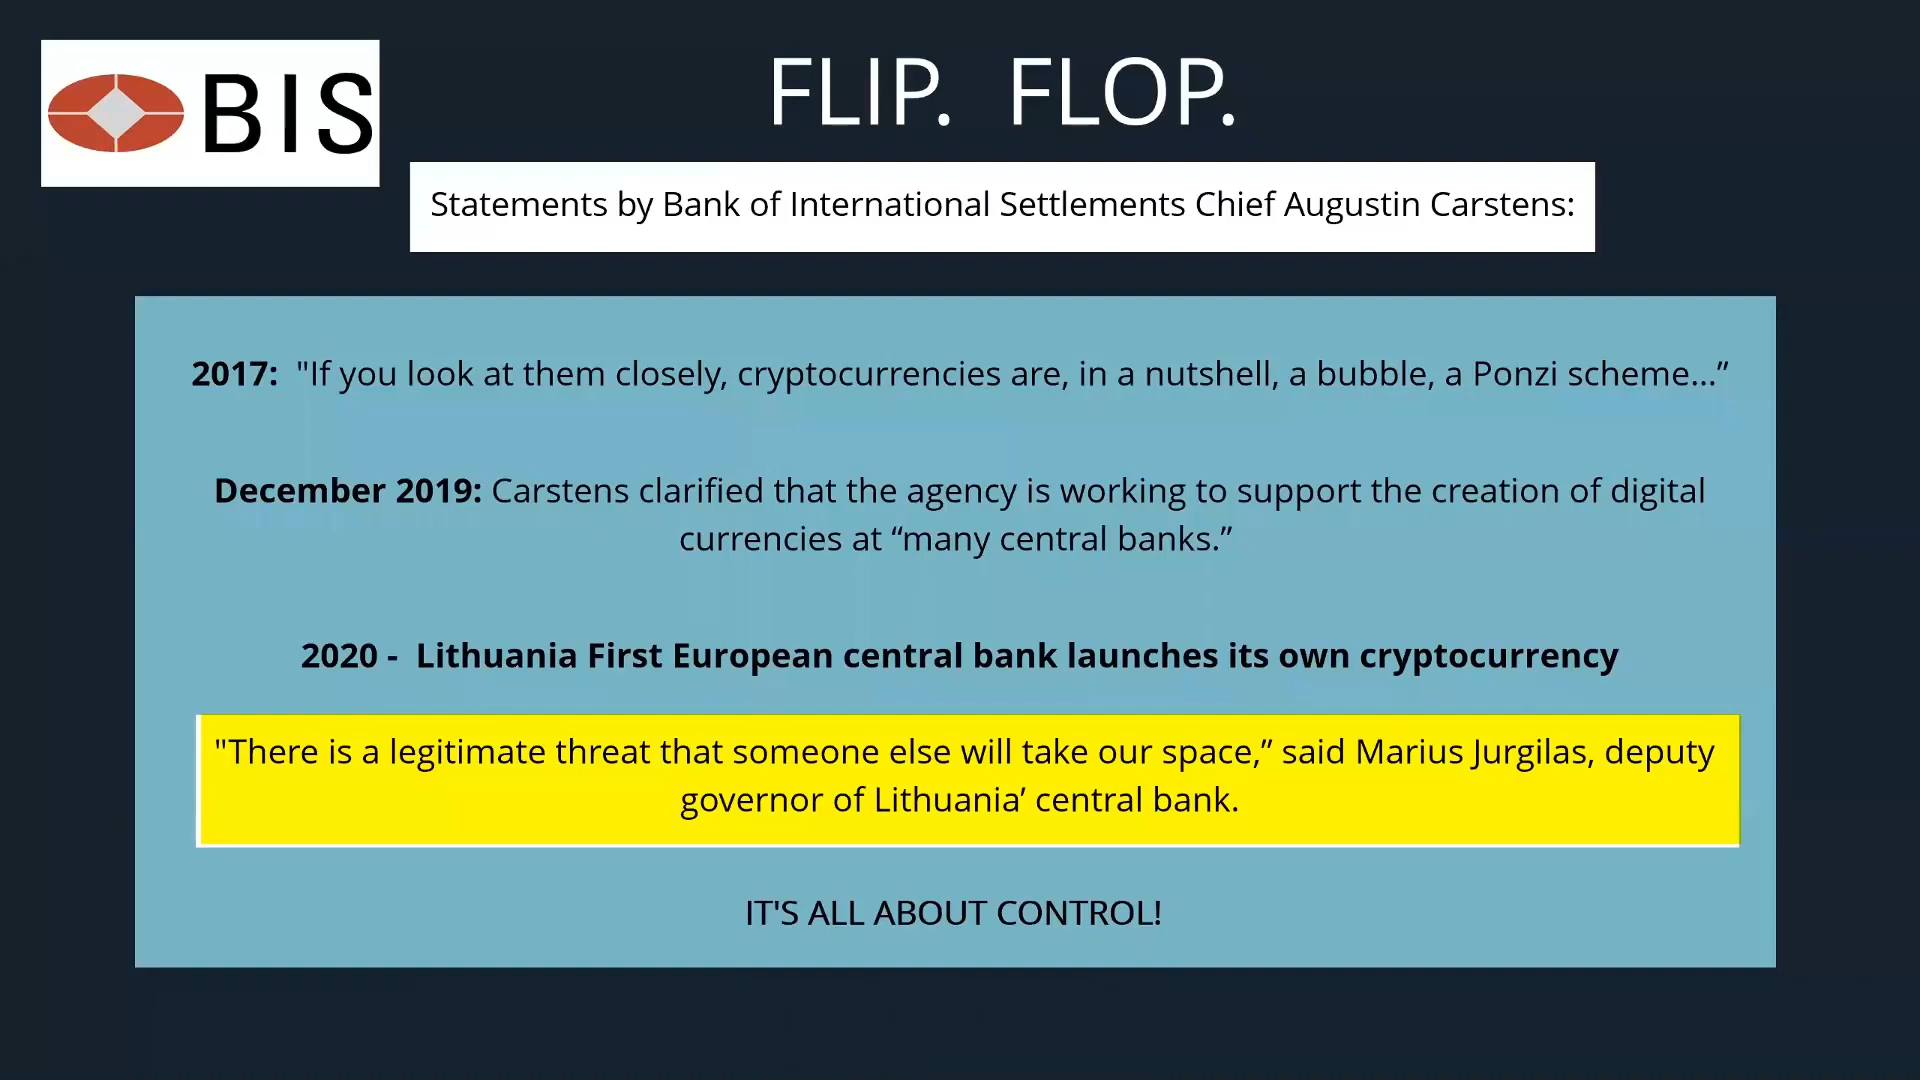 BIS
FLIP. FLOP.
Statements by Bank of International Settlements Chief Augustin Carstens:
2017: "If you look at them closely, cryptocurrencies are, in a nutshell, a bubble, a Ponzi scheme...”
December 2019: Carstens clarified that the agency is working to support the creation of digital
currencies at “many central banks.”
2020 - Lithuania First European central bank launches its own cryptocurrency
"There is a legitimate threat that someone else will take our space,” said Marius Jurgilas, deputy
governor of Lithuania’ central bank.
IT'S ALL ABOUT CONTROL!